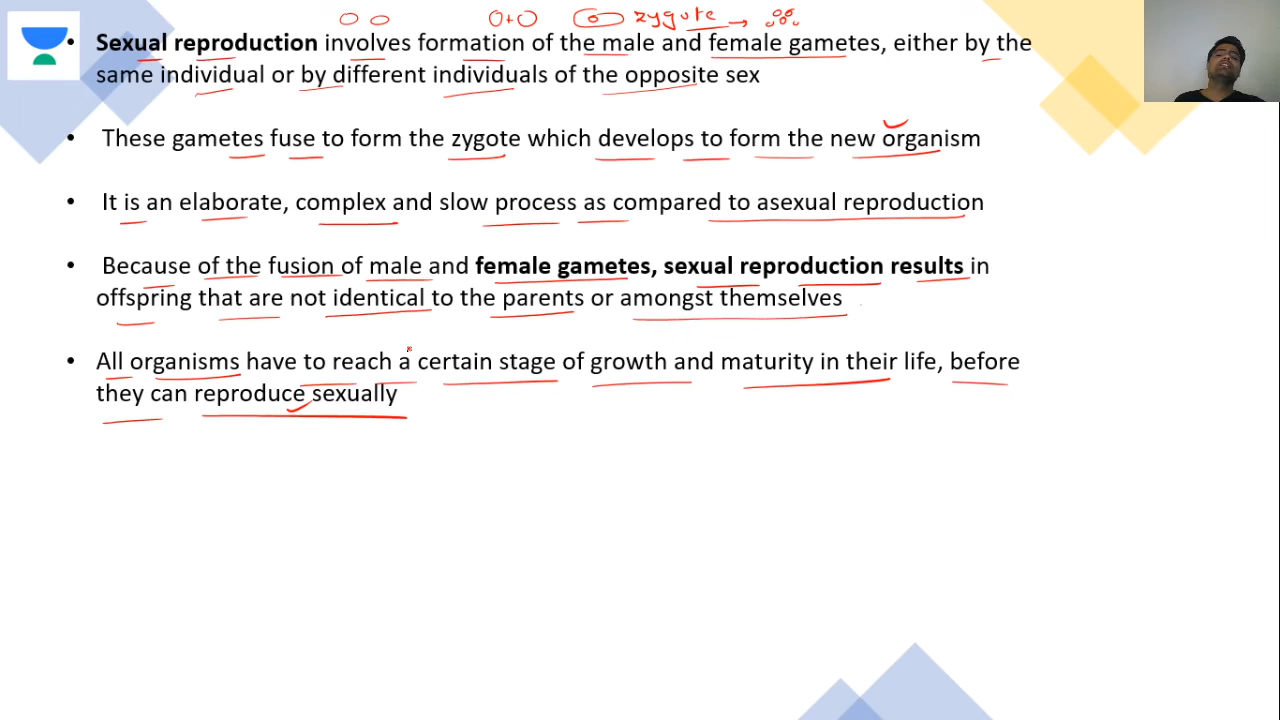 zygote
• Sexual reproduction involves formation of the male and female gametes, either by the
same individual or by different individuals of the opposite sex
• These gametes fuse to form the zygote which develops to form the new organism
• It is an elaborate, complex and slow process as compared to asexual reproduction
• Because of the fusion of male and female gametes, sexual reproduction results in
offspring that are not identical to the parents or amongst themselves
• All organisms have to reach a certain stage of growth and maturity in their life, before
they can reproduce sexually